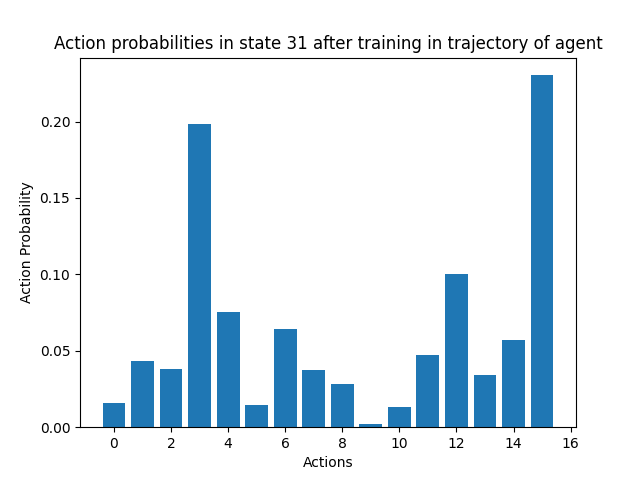 Action probabilities in state 31 after training in trajectory of agent
0.20
0.15
0.10
0.05
0.00
Action Probability
0 2 4 6 8 10 12 14 16
Actions